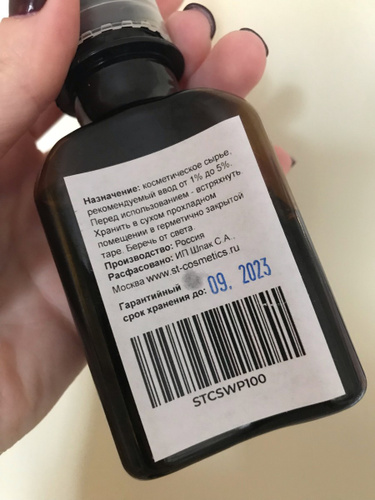 Назначение: косметическое сырье.
рекомендуемый ввод от 1% до 5%.
Перед использованием - встряхнуть
Хранить в сухом прохладном
помещении в герметично закрытой
таре. Беречь от света
Производство: Россия
Расфасовано: ИП Шпак С.А.
Москва www.st-cosmetics.ru
Гарантийный
срок хранения до: 09. 2023
STCSWP100